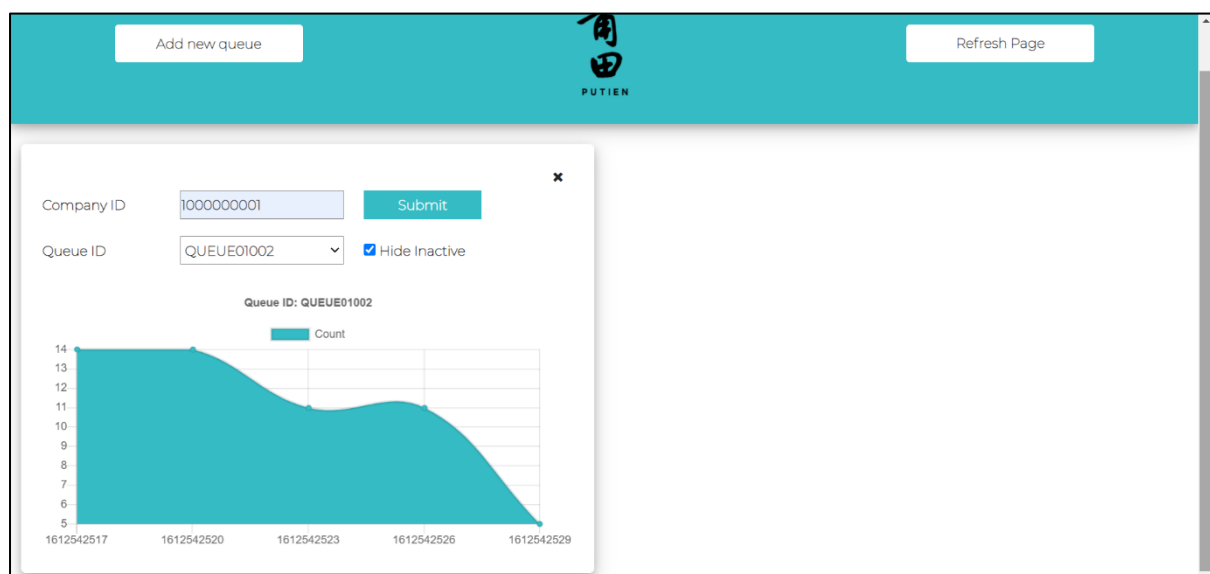 Add new queue
田
PUTIEN
Refresh Page
✖
Company ID 1000000001 Submit
Queue ID QUEUE01002 Hide Inactive
Queue ID: QUEUE01002
Count
14
13
12
11
10
9
8
7
6
5
1612542517 1612542520 1612542523 1612542526 1612542529